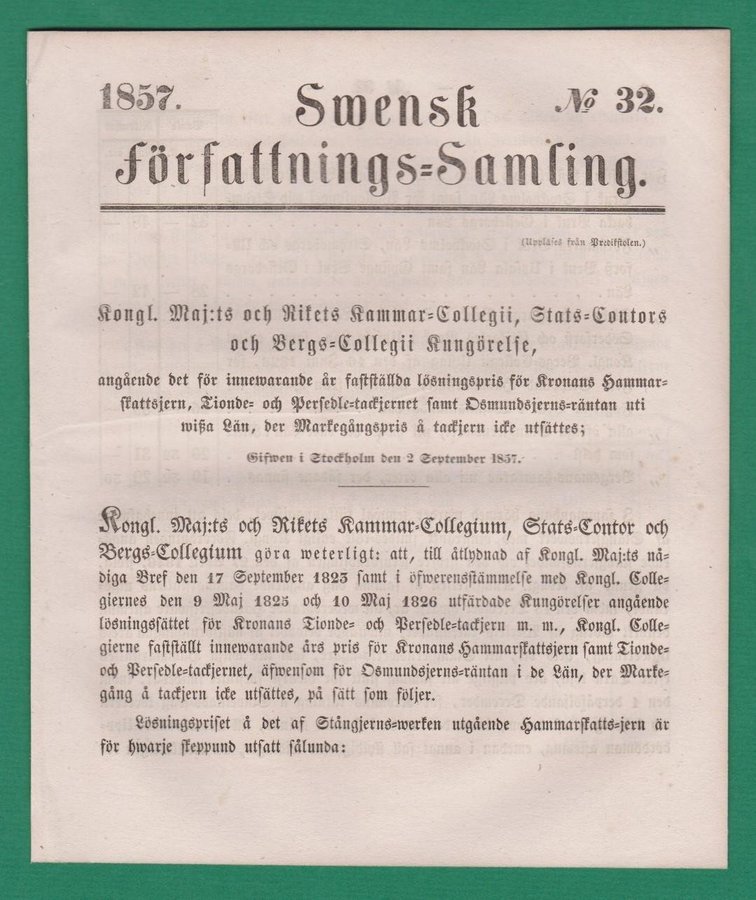 1857.
Swensk
№ 32.
Författnings=Samling.
(Uppläses från Predikstolen.)
Kongl. Maj:ts och Rikets Kammar=Collegii, Stats=Contors
och Bergs=Collegii Kungörelse,
angående det för innewarande år fastställda lösningspris för Kronans Hammar=
skattsjern, Tionde= och Persedle=tackjernet samt Osmundsjerns=räntan uti
wißa Län, der Markegångspris å tackjern icke utsättes;
Gifwen i Stockholm den 2 September 1857.
Kongl. Maj:ts och Rikets Kammar=Collegium, Stats=Contor och
Bergs=Collegium göra weterligt: att, till åtlydnad af Kongl. Maj:ts nå=
diga Bref den 17 September 1823 samt i öfwerensstämmelse med Kongl. Colle=
giernes den 9 Maj 1825 och 10 Maj 1826 utfärdade Kungörelser angående
lösningssättet för Kronans Tionde= och Persedle=tackjern m. m., Kongl. Colle=
gierne fastställt innewarande års pris för Kronans Hammarskattsjern samt Tionde=
och Persedle=tackjernet, äfwensom för Osmundsjerns=räntan i de Län, der Marke=
gång å tackjern icke utsättes, på sätt som följer.
Lösningspriset å det af Stångjerns=werken utgående Hammarskatts=jern är
för hwarje skeppund utsatt sålunda: